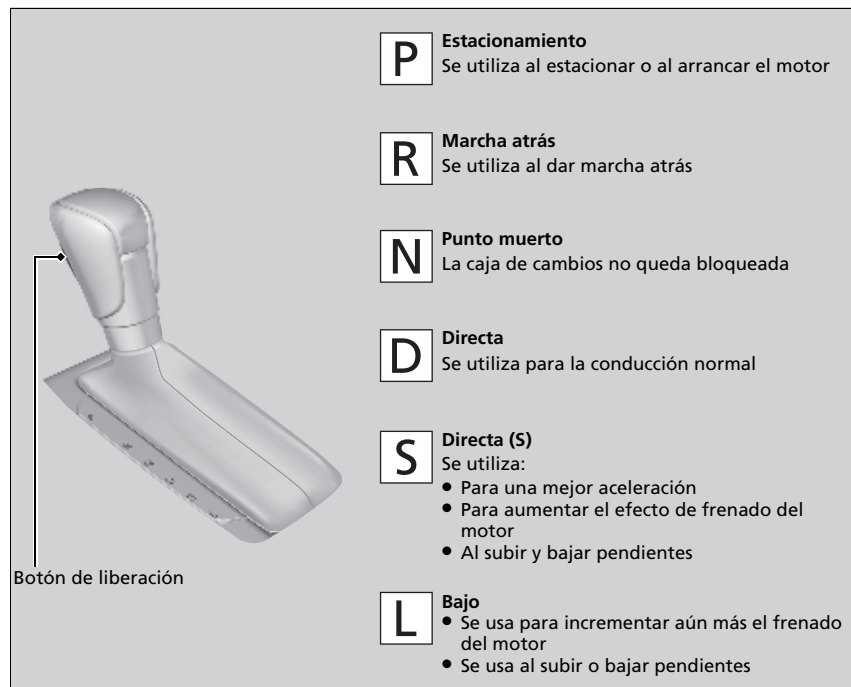 P
Estacionamiento
Se utiliza al estacionar o al arrancar el motor
R
Marcha atrás
Se utiliza al dar marcha atrás
N
Punto muerto
La caja de cambios no queda bloqueada
D
Directa
Se utiliza para la conducción normal
S
Directa (S)
Se utiliza:
● Para una mejor aceleración
● Para aumentar el efecto de frenado del
motor
● Al subir y bajar pendientes
Botón de liberación
L
Bajo
● Se usa para incrementar aún más el frenado
del motor
● Se usa al subir o bajar pendientes